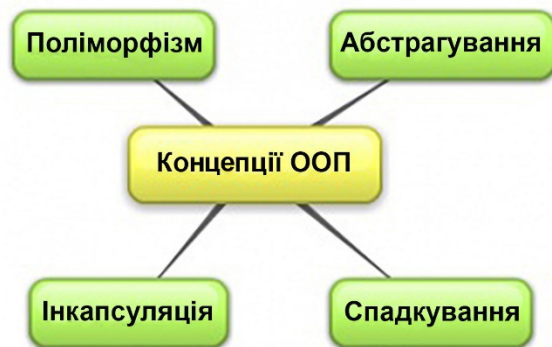 Поліморфізм
Абстрагування
Концепції ООП
Інкапсуляція
Спадкування